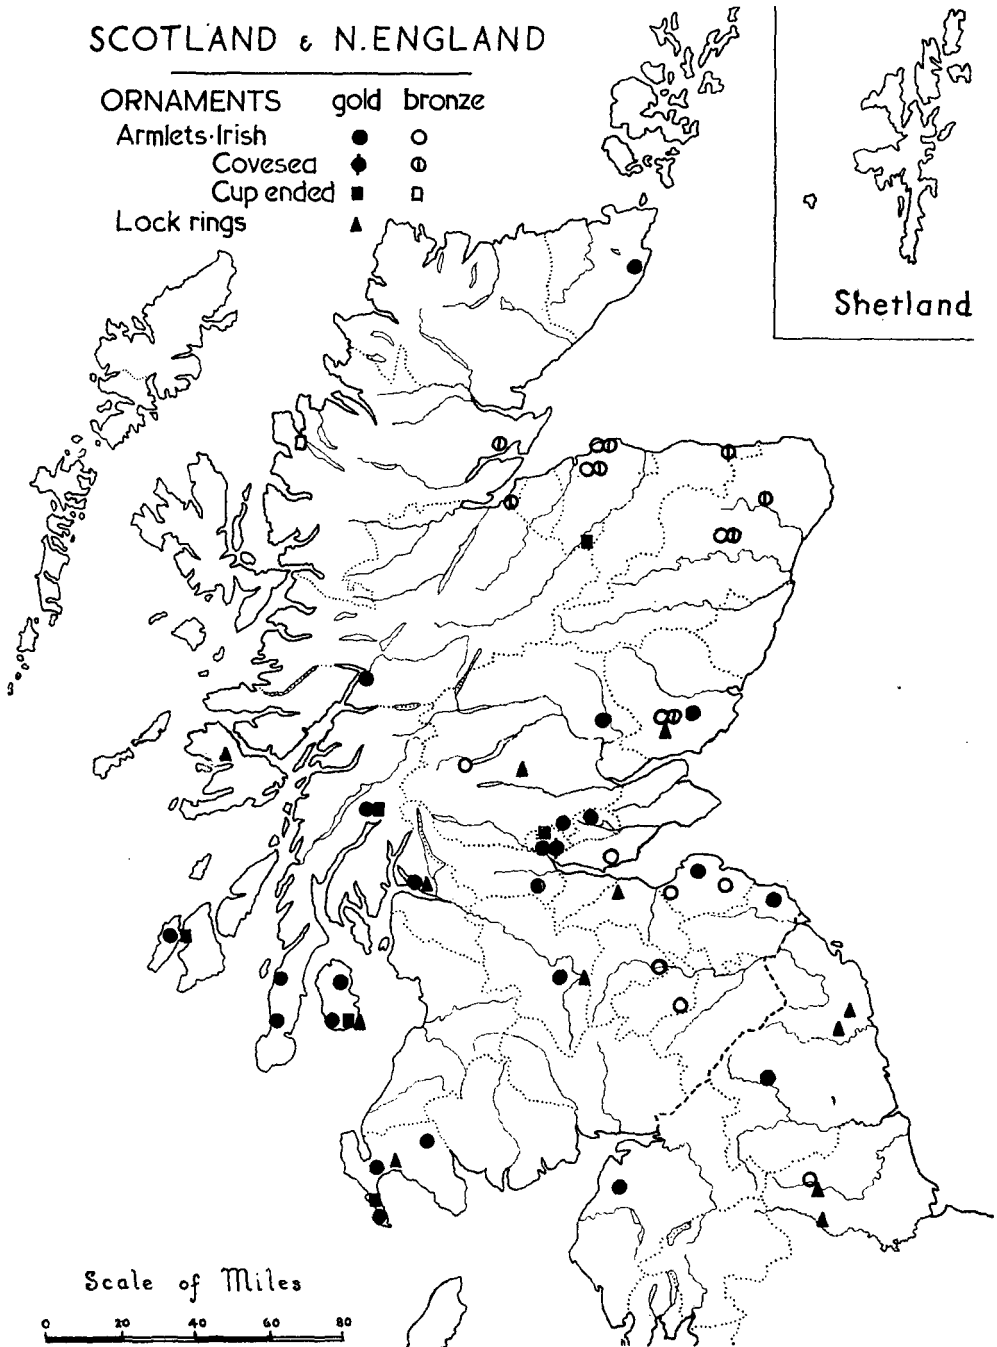 SCOTLAND & N.ENGLAND
ORNAMENTS gold bronze
Armlets·Irish
Covesea
Cup ended
Lock rings
Shetland
Scale of Miles
0 20 40 60 80